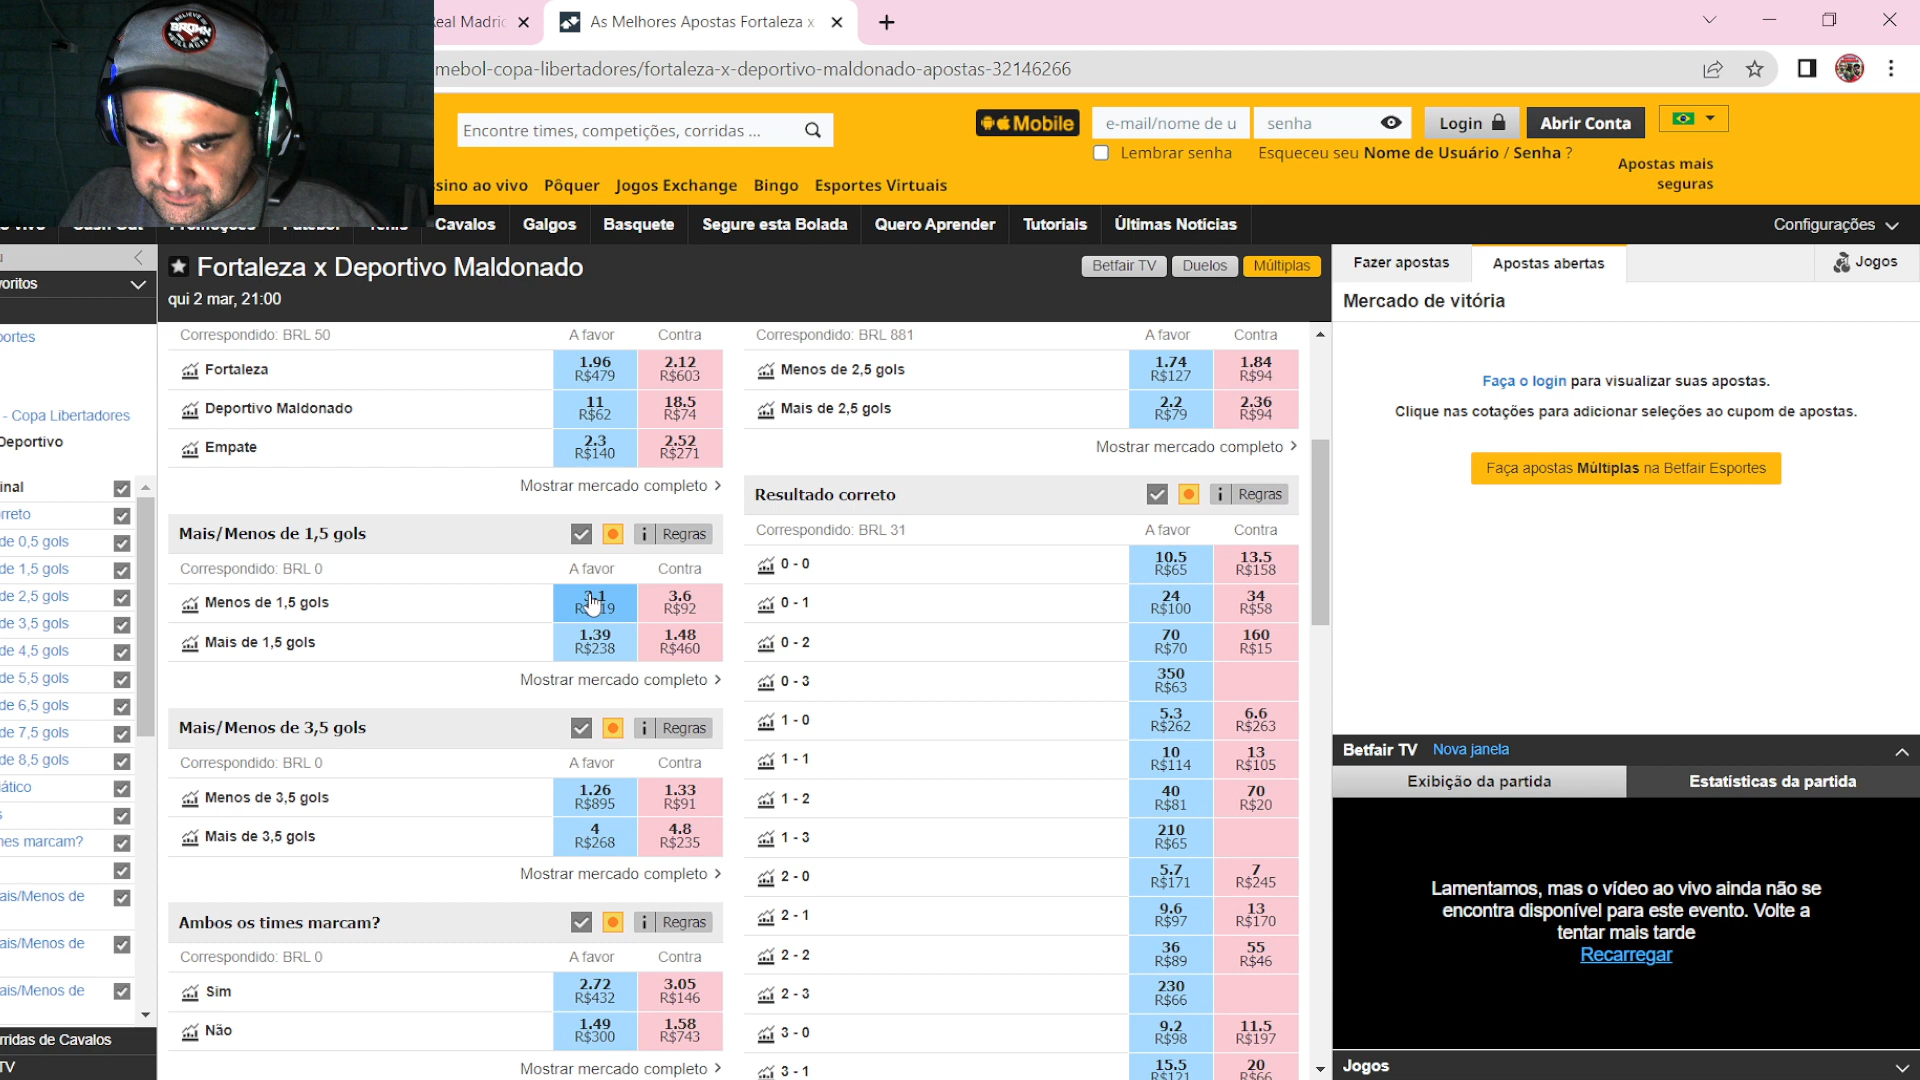 eal Madric
As Melhores Apostas Fortaleza x
mebol-copa-libertadores/fortaleza-x-deportivo-maldonado-apostas-32146266
BRONX
VILLAGE
Encontre times, competições, corridas ...
Mobile
e-mail/nome de u
senha
Login
Abrir Conta
Lembrar senha
Esqueceu seu Nome de Usuário / Senha ?
Apostas mais
seguras
sino ao vivo Pôquer Jogos Exchange Bingo Esportes Virtuais
Cavalos Galgos Basquete Segure esta Bolada Quero Aprender Tutoriais Últimas Notícias
Configurações
oritos
ortes
- Copa Libertadores
Deportivo
inal
rreto
de 0,5 gols
de 1,5 gols
de 2,5 gols
de 3,5 gols
de 4,5 gols
de 5,5 gols
de 6,5 gols
de 7,5 gols
de 8,5 gols
iático
s
nes marcam?
ais/Menos de
ais/Menos de
ais/Menos de
rridas de Cavalos
TV
Fortaleza x Deportivo Maldonado
qui 2 mar, 21:00
Betfair TV Duelos Múltiplas
Correspondido: BRL 50 A favor Contra
Fortaleza 1.96 2.12
R$479 R$603
Deportivo Maldonado 11 18.5
R$62 R$74
Empate 2.3 2.52
R$140 R$271
Mostrar mercado completo >
Mais/Menos de 1,5 gols i Regras
Correspondido: BRL 0 A favor Contra
Menos de 1,5 gols 3.6
R$92
Mais de 1,5 gols 1.39 1.48
R$238 R$460
Mostrar mercado completo >
Mais/Menos de 3,5 gols i Regras
Correspondido: BRL 0 A favor Contra
Menos de 3,5 gols 1.26 1.33
R$895 R$91
Mais de 3,5 gols 4 4.8
R$268 R$235
Mostrar mercado completo >
Ambos os times marcam? i Regras
Correspondido: BRL 0 A favor Contra
Sim 2.72 3.05
R$432 R$146
Não 1.49 1.58
R$300 R$743
Mostrar mercado completo >
Correspondido: BRL 881 A favor Contra
Menos de 2,5 gols 1.74 1.84
R$127 R$94
Mais de 2,5 gols 2.2 2.36
R$79 R$94
Mostrar mercado completo >
Resultado correto i Regras
Correspondido: BRL 31 A favor Contra
0 - 0 10.5 13.5
R$65 R$158
0 - 1 24 34
R$100 R$58
0 - 2 70 160
R$70 R$15
0 - 3 350
R$63
1 - 0 5.3 6.6
R$262 R$263
1 - 1 10 13
R$114 R$105
1 - 2 40 70
R$81 R$20
1 - 3 210
R$65
2 - 0 5.7 7
R$171 R$245
2 - 1 9.6 13
R$97 R$170
2 - 2 36 55
R$89 R$46
2 - 3 230
R$66
3 - 0 9.2 11.5
R$98 R$197
3 - 1 15.5 20
R$121 R$66
Fazer apostas Apostas abertas Jogos
Mercado de vitória
Faça o login para visualizar suas apostas.
Clique nas cotações para adicionar seleções ao cupom de apostas.
Faça apostas Múltiplas na Betfair Esportes
Betfair TV Nova janela
Exibição da partida Estatísticas da partida
Lamentamos, mas o vídeo ao vivo ainda não se
encontra disponível para este evento. Volte a
tentar mais tarde
Recarregar
Jogos